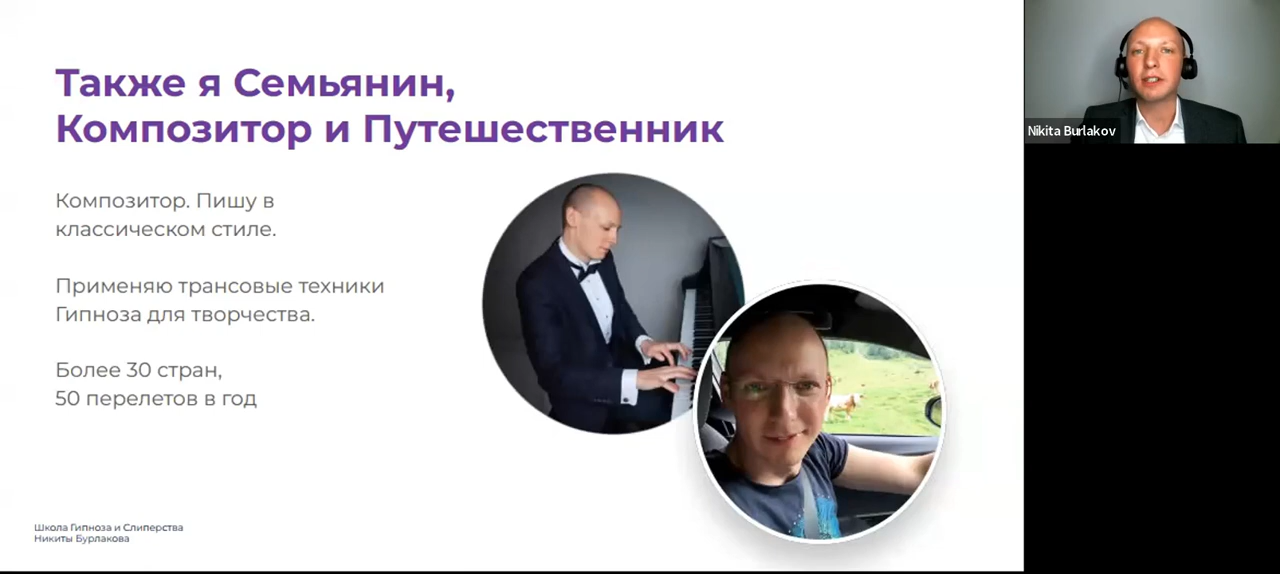 Также я Семьянин,
Композитор и Путешественник
Композитор. Пишу в
классическом стиле.
Применяю трансовые техники
Гипноза для творчества.
Более 30 стран,
50 перелетов в год
Школа Гипноза и Слиперства
Никиты Бурлакова
Nikita Burlakov